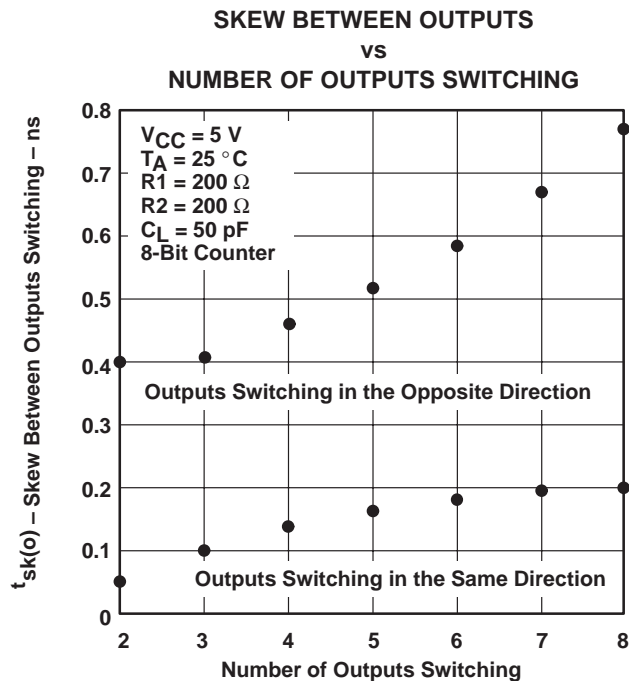 SKEW BETWEEN OUTPUTS
vs
NUMBER OF OUTPUTS SWITCHING
t sk(o) – Skew Between Outputs Switching – ns
0.8
0.7
0.6
0.5
0.4
0.3
0.2
0.1
0
VCC = 5 V
TA = 25 °C
R1 = 200 Ω
R2 = 200 Ω
CL = 50 pF
8-Bit Counter
Outputs Switching in the Opposite Direction
Outputs Switching in the Same Direction
2 3 4 5 6 7 8
Number of Outputs Switching